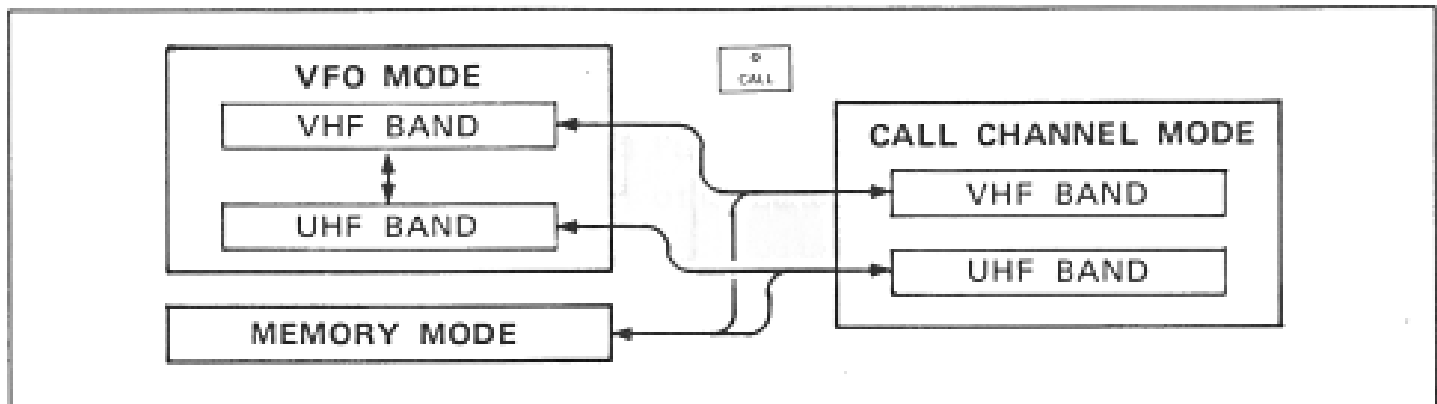 VFO MODE
VHF BAND
UHF BAND
MEMORY MODE
CALL
CALL CHANNEL MODE
VHF BAND
UHF BAND